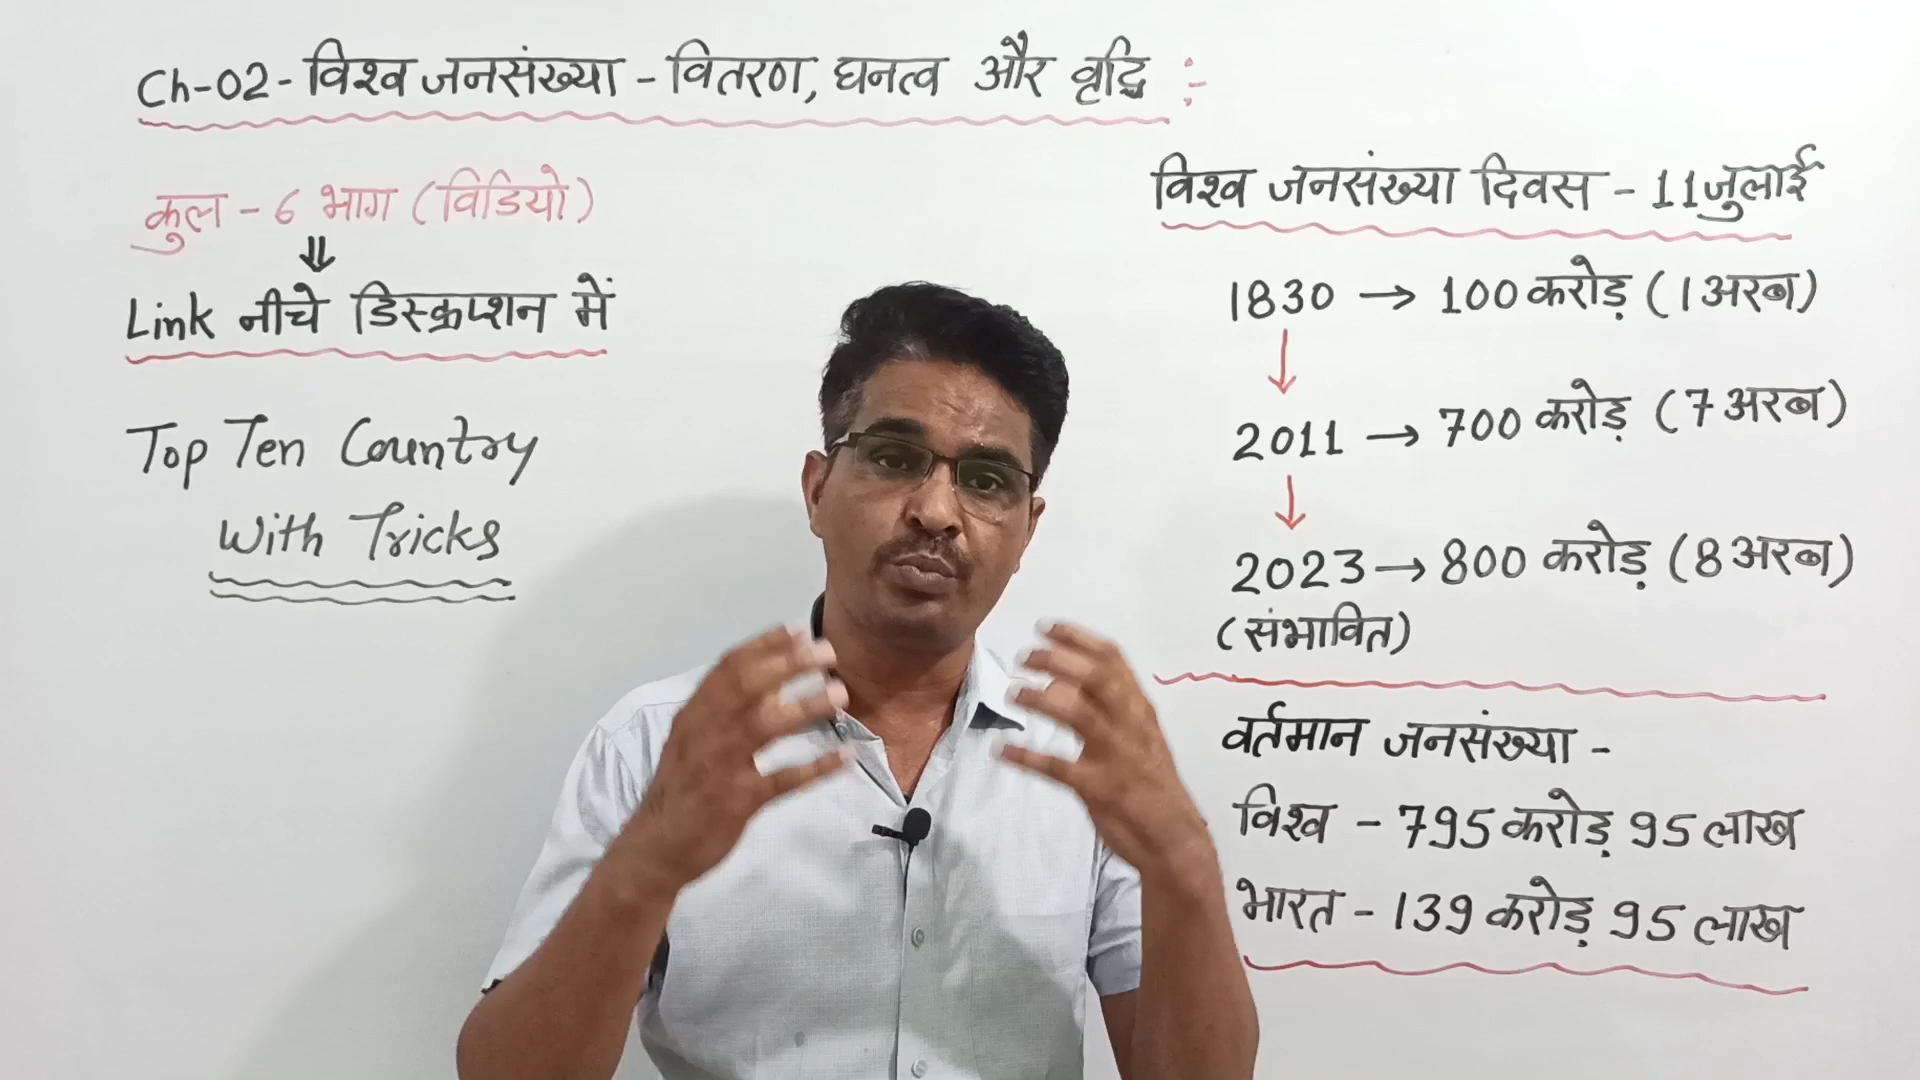 Ch-02- विश्व जनसंख्या - वितरण, घनत्व और वृद्धि :-
कुल - 6 भाग (विडियो)
⇓
Link नीचे डिस्क्रप्शन में
Top Ten Country
With Tricks
विश्व जनसंख्या दिवस - 11 जुलाई
1830 → 100 करोड़ (1 अरब)
↓
2011 → 700 करोड़ (7 अरब)
↓
2023 → 800 करोड़ (8 अरब)
(संभावित)
वर्तमान जनसंख्या -
विश्व - 795 करोड़ 95 लाख
भारत - 139 करोड़ 95 लाख